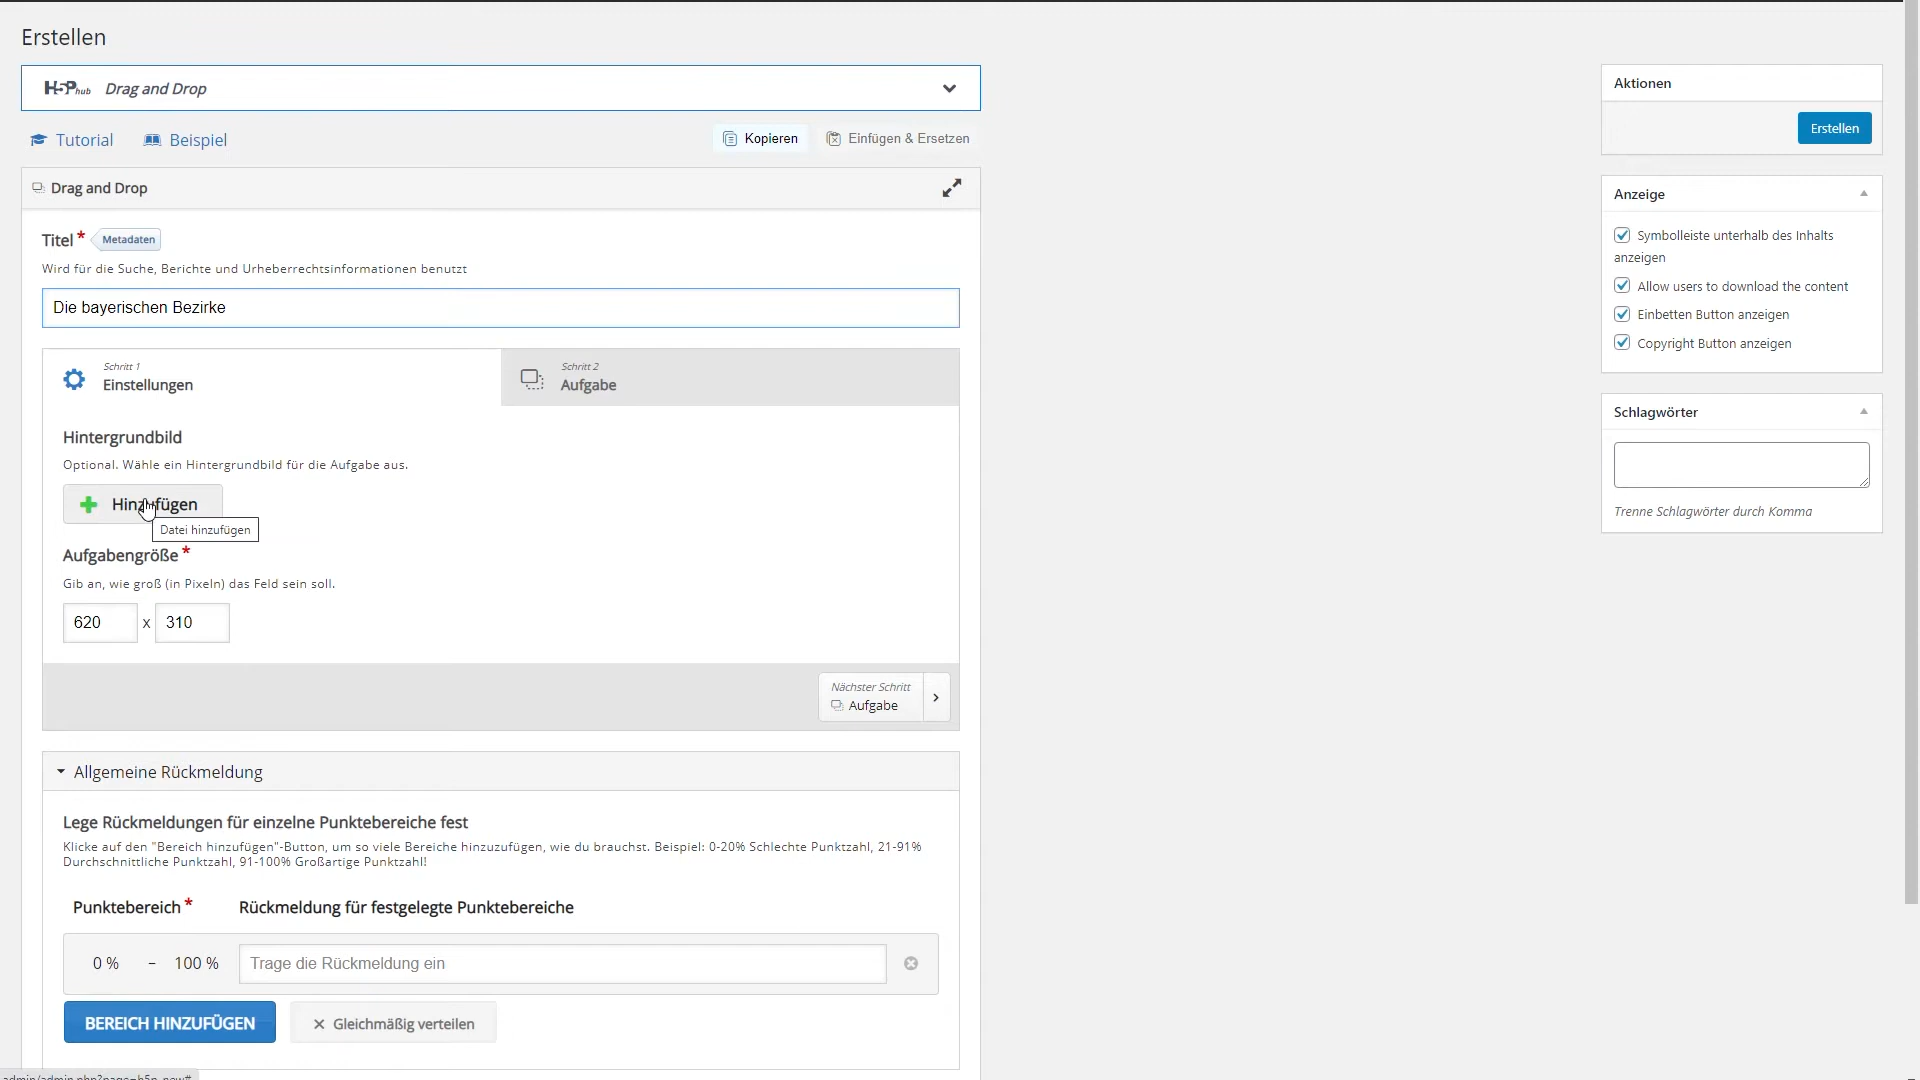 Erstellen
H5Phub Drag and Drop
Tutorial Beispiel Kopieren Einfügen & Ersetzen
Drag and Drop
Titel * Metadaten
Wird für die Suche, Berichte und Urheberrechtsinformationen benutzt
Die bayerischen Bezirke
Schritt 1
Einstellungen
Schritt 2
Aufgabe
Hintergrundbild
Optional. Wähle ein Hintergrundbild für die Aufgabe aus.
Hinzufügen
Datei hinzufügen
Aufgabengröße *
Gib an, wie groß (in Pixeln) das Feld sein soll.
620 x 310
Nächster Schritt
Aufgabe
Allgemeine Rückmeldung
Lege Rückmeldungen für einzelne Punktebereiche fest
Klicke auf den "Bereich hinzufügen"-Button, um so viele Bereiche hinzuzufügen, wie du brauchst. Beispiel: 0-20% Schlechte Punktzahl, 21-91%
Durchschnittliche Punktzahl, 91-100% Großartige Punktzahl!
Punktebereich * Rückmeldung für festgelegte Punktebereiche
0 % – 100 % Trage die Rückmeldung ein
BEREICH HINZUFÜGEN Gleichmäßig verteilen
Aktionen
Erstellen
Anzeige
Symbolleiste unterhalb des Inhalts
anzeigen
Allow users to download the content
Einbetten Button anzeigen
Copyright Button anzeigen
Schlagwörter
Trenne Schlagwörter durch Komma